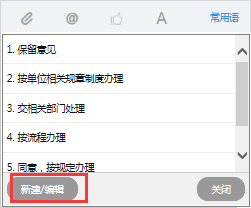 A 常用语
1. 保留意见
2. 按单位相关规章制度办理
3. 交相关部门处理
4. 按流程办理
5. 同意，按规定办理
新建/编辑 关闭